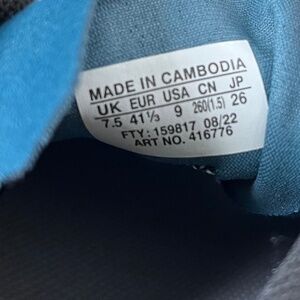 MADE IN CAMBODIA
UK EUR USA CN JP
7.5 41⅓ 9 260(1.5) 26
FTY: 159817 08/22
ART NO. 416776